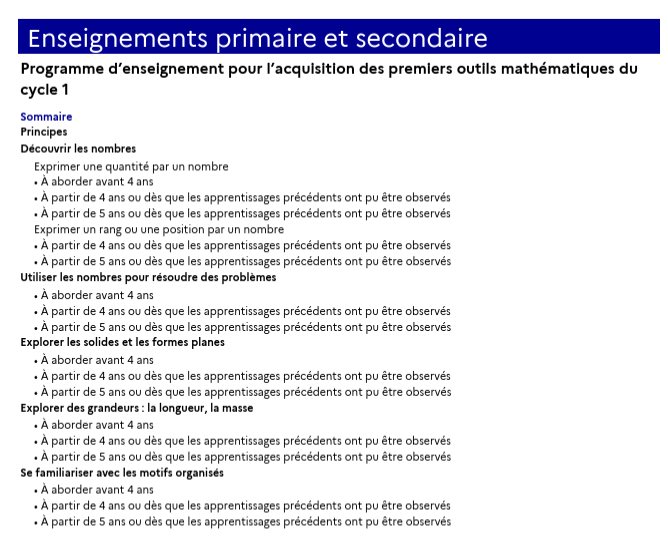 Enseignements primaire et secondaire
Programme d’enseignement pour l’acquisition des premiers outils mathématiques du
cycle 1
Sommaire
Principes
Découvrir les nombres
Exprimer une quantité par un nombre
• À aborder avant 4 ans
• À partir de 4 ans ou dès que les apprentissages précédents ont pu être observés
• À partir de 5 ans ou dès que les apprentissages précédents ont pu être observés
Exprimer un rang ou une position par un nombre
• À partir de 4 ans ou dès que les apprentissages précédents ont pu être observés
• À partir de 5 ans ou dès que les apprentissages précédents ont pu être observés
Utiliser les nombres pour résoudre des problèmes
• À aborder avant 4 ans
• À partir de 4 ans ou dès que les apprentissages précédents ont pu être observés
• À partir de 5 ans ou dès que les apprentissages précédents ont pu être observés
Explorer les solides et les formes planes
• À aborder avant 4 ans
• À partir de 4 ans ou dès que les apprentissages précédents ont pu être observés
• À partir de 5 ans ou dès que les apprentissages précédents ont pu être observés
Explorer des grandeurs : la longueur, la masse
• À aborder avant 4 ans
• À partir de 4 ans ou dès que les apprentissages précédents ont pu être observés
• À partir de 5 ans ou dès que les apprentissages précédents ont pu être observés
Se familiariser avec les motifs organisés
• À aborder avant 4 ans
• À partir de 4 ans ou dès que les apprentissages précédents ont pu être observés
• À partir de 5 ans ou dès que les apprentissages précédents ont pu être observés